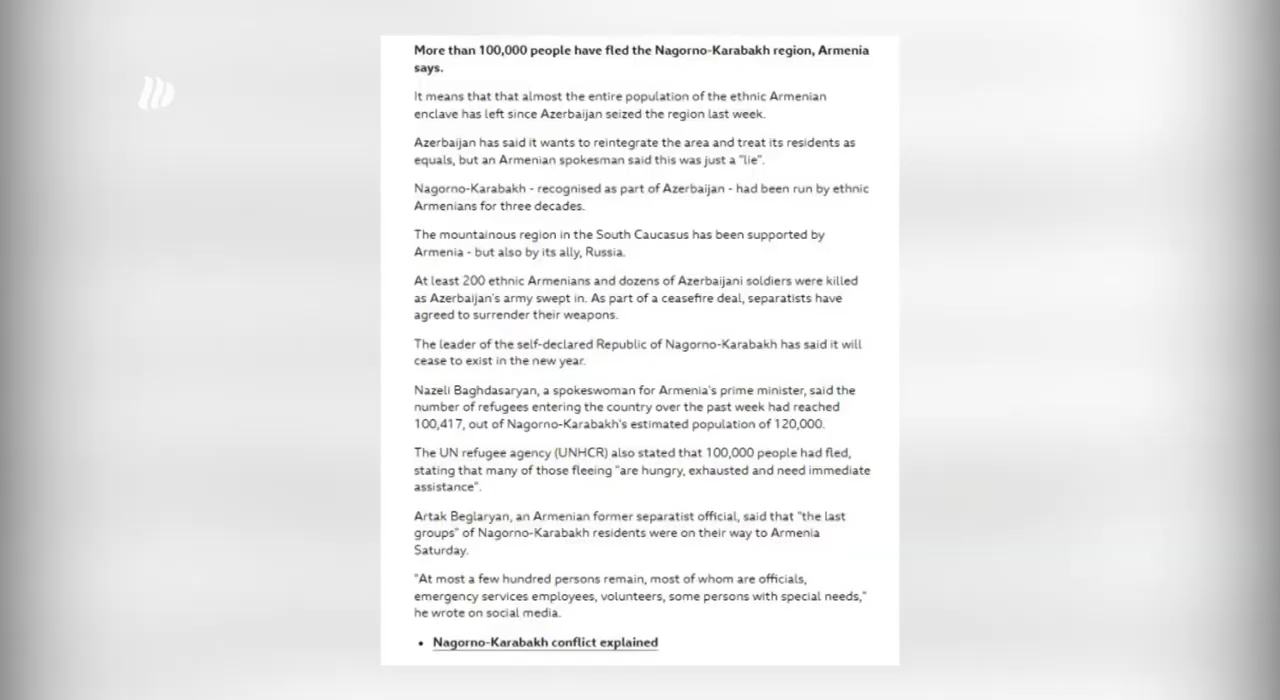 More than 100,000 people have fled the Nagorno-Karabakh region, Armenia
says.
It means that that almost the entire population of the ethnic Armenian
enclave has left since Azerbaijan seized the region last week.
Azerbaijan has said it wants to reintegrate the area and treat its residents as
equals, but an Armenian spokesman said this was just a "lie".
Nagorno-Karabakh - recognised as part of Azerbaijan - had been run by ethnic
Armenians for three decades.
The mountainous region in the South Caucasus has been supported by
Armenia - but also by its ally, Russia.
At least 200 ethnic Armenians and dozens of Azerbaijani soldiers were killed
as Azerbaijan's army swept in. As part of a ceasefire deal, separatists have
agreed to surrender their weapons.
The leader of the self-declared Republic of Nagorno-Karabakh has said it will
cease to exist in the new year.
Nazeli Baghdasaryan, a spokeswoman for Armenia's prime minister, said the
number of refugees entering the country over the past week had reached
100,417, out of Nagorno-Karabakh's estimated population of 120,000.
The UN refugee agency (UNHCR) also stated that 100,000 people had fled,
stating that many of those fleeing "are hungry, exhausted and need immediate
assistance".
Artak Beglaryan, an Armenian former separatist official, said that "the last
groups" of Nagorno-Karabakh residents were on their way to Armenia
Saturday.
"At most a few hundred persons remain, most of whom are officials,
emergency services employees, volunteers, some persons with special needs,"
he wrote on social media.
• Nagorno-Karabakh conflict explained